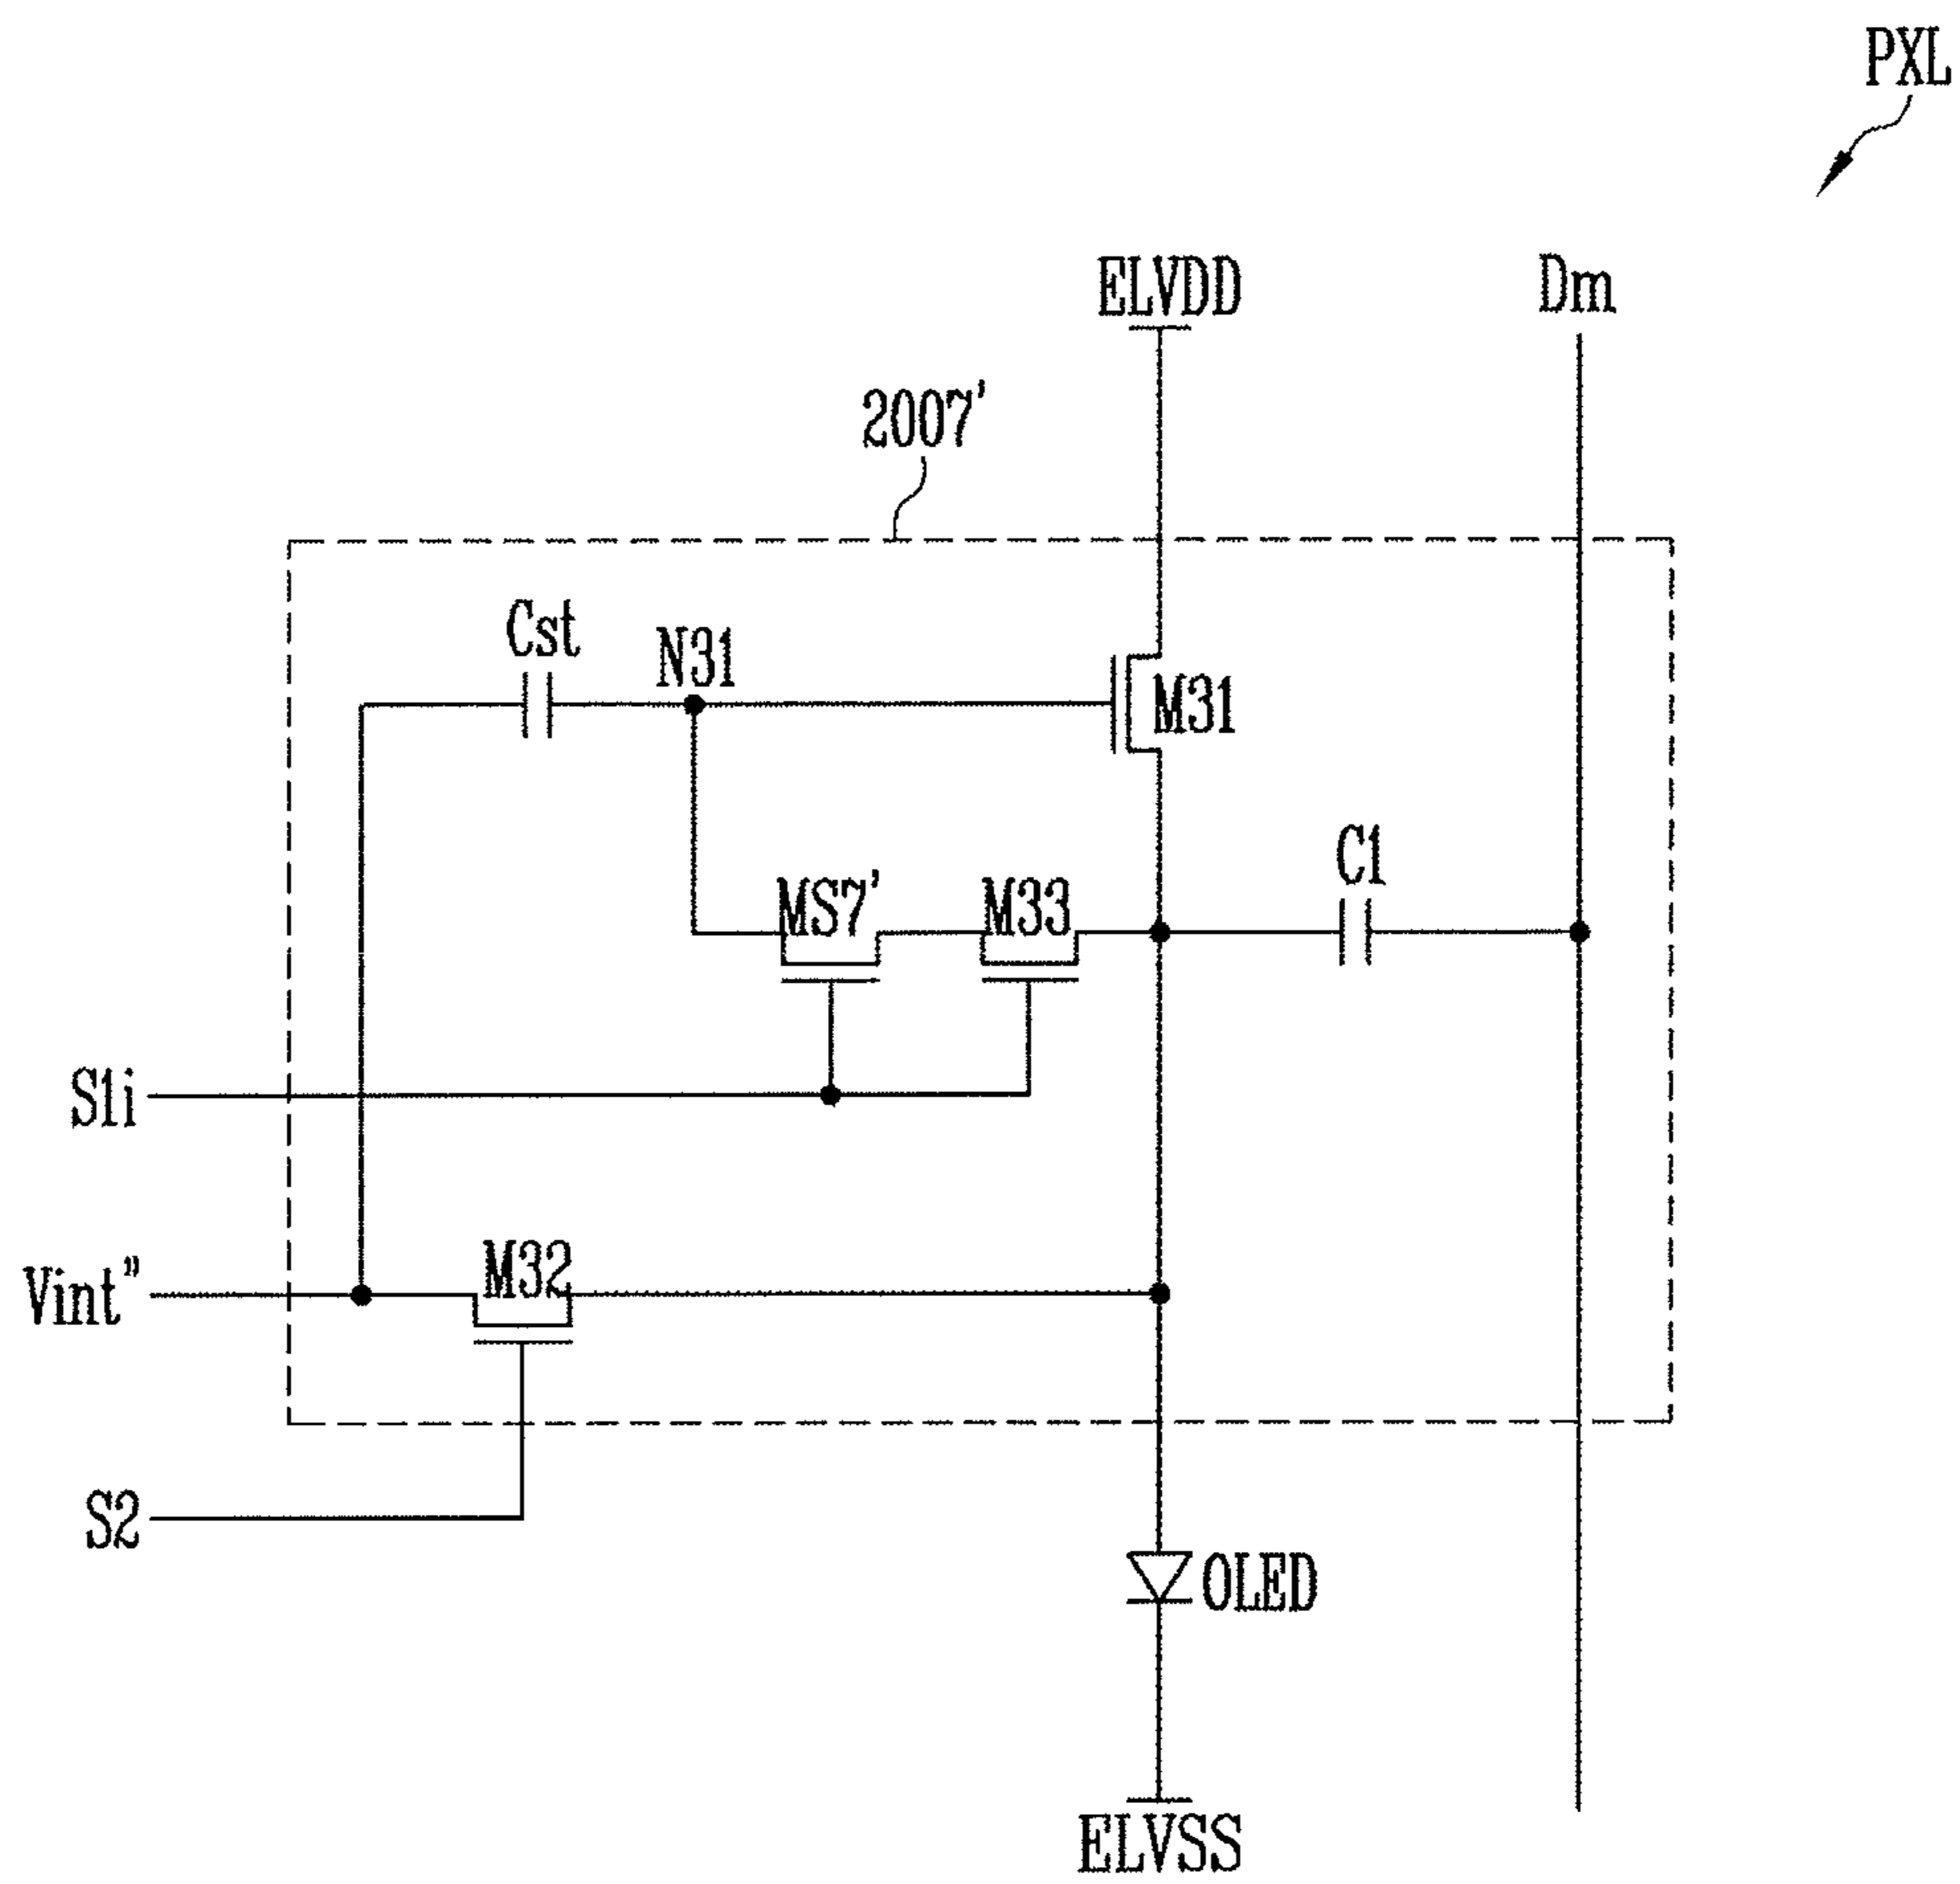 PXL
ELVDD
Dm
2007'
Cst
N31
M31
C1
MS7'
M33
S1i
Vint"
M32
S2
OLED
ELVSS